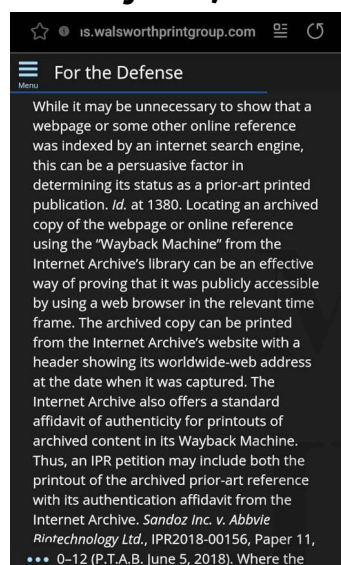 ıs.walsworthprintgroup.com
Menu
For the Defense
While it may be unnecessary to show that a
webpage or some other online reference
was indexed by an internet search engine,
this can be a persuasive factor in
determining its status as a prior-art printed
publication. Id. at 1380. Locating an archived
copy of the webpage or online reference
using the “Wayback Machine” from the
Internet Archive’s library can be an effective
way of proving that it was publicly accessible
by using a web browser in the relevant time
frame. The archived copy can be printed
from the Internet Archive’s website with a
header showing its worldwide-web address
at the date when it was captured. The
Internet Archive also offers a standard
affidavit of authenticity for printouts of
archived content in its Wayback Machine.
Thus, an IPR petition may include both the
printout of the archived prior-art reference
with its authentication affidavit from the
Internet Archive. Sandoz Inc. v. Abbvie
Biotechnology Ltd., IPR2018-00156, Paper 11,
0–12 (P.T.A.B. June 5, 2018). Where the